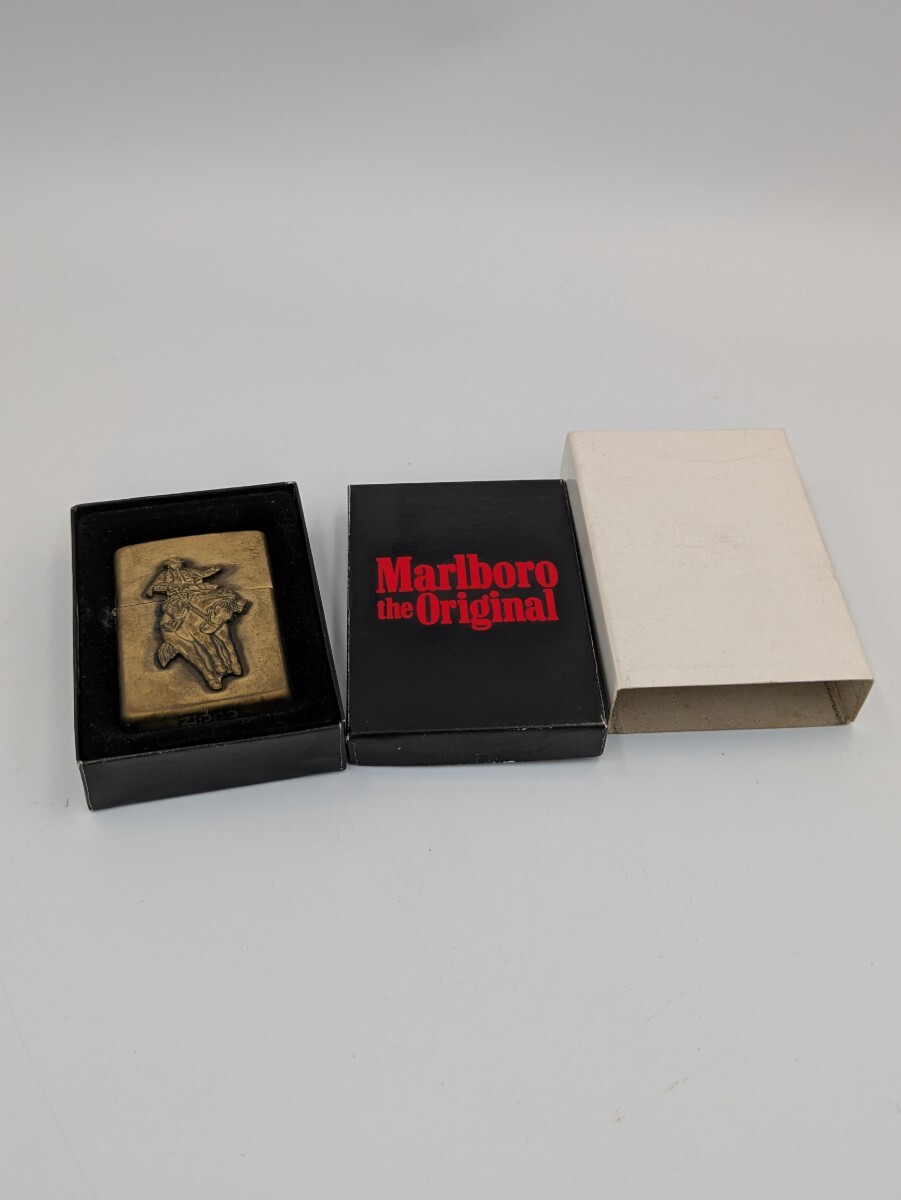 Marlboro
the Original